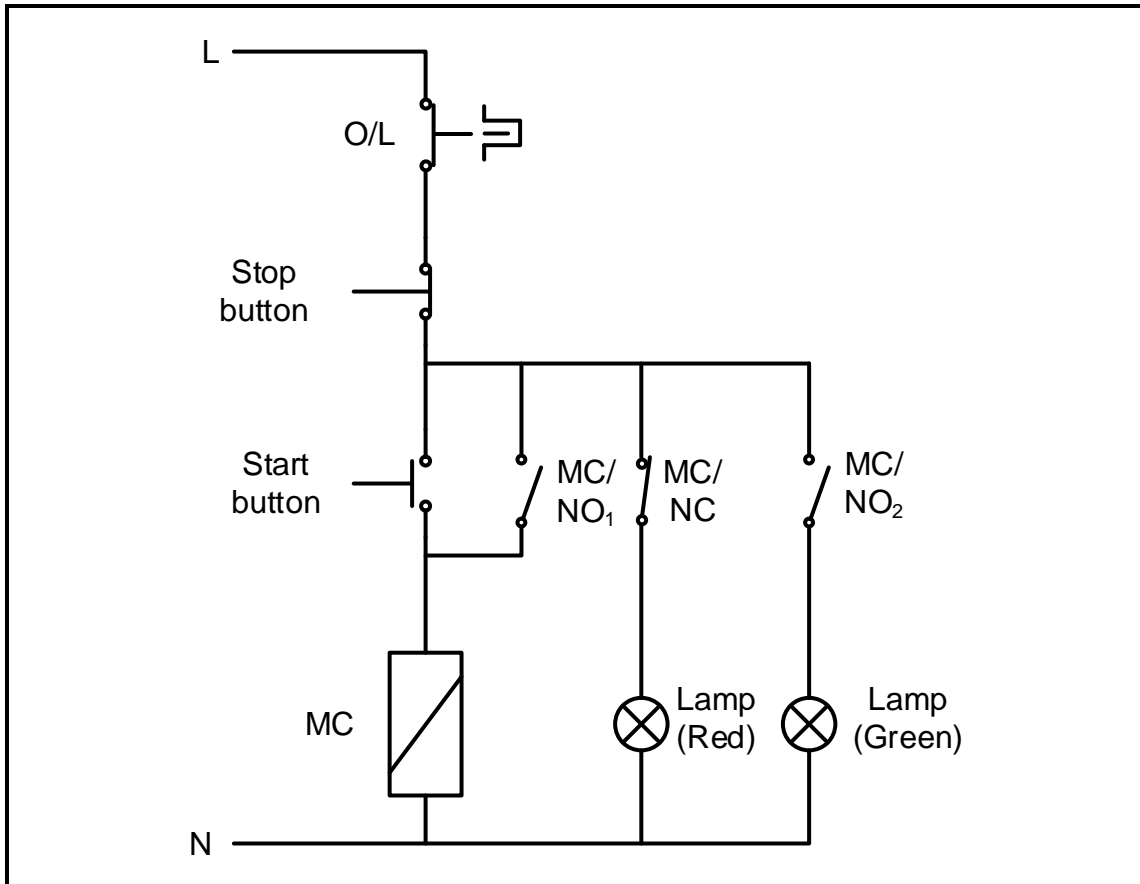 L
O/L
Stop
button
Start
button
MC/
NO₁
MC/
NC
MC/
NO₂
MC
Lamp
(Red)
Lamp
(Green)
N